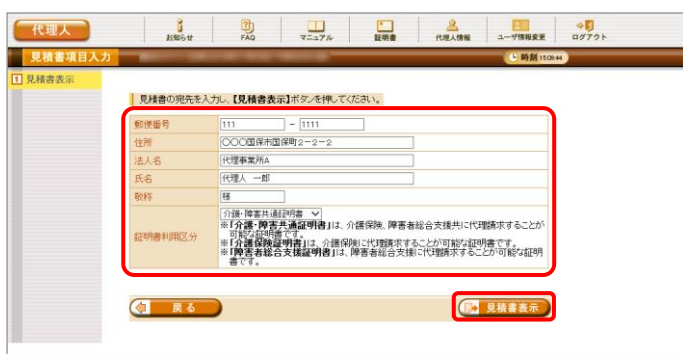 代理人
お知らせ
FAQ
マニュアル
証明書
代理人情報
ユーザ情報変更
ログアウト
見積書項目入力
時刻 15:09:44
1 見積書表示
見積書の宛先を入力し、【見積書表示】ボタンを押してください。
郵便番号 111 - 1111
住所 〇〇〇国保市国保町2-2-2
法人名 代理事業所A
氏名 代理人 一郎
敬称 様
証明書利用区分 介護・障害共通証明書
※「介護・障害共通証明書」は、介護保険、障害者総合支援共に代理請求することが
可能な証明書です。
※「介護保険証明書」は、介護保険に代理請求することが可能な証明書です。
※「障害者総合支援証明書」は、障害者総合支援に代理請求することが可能な証明
書です。
戻る
見積書表示